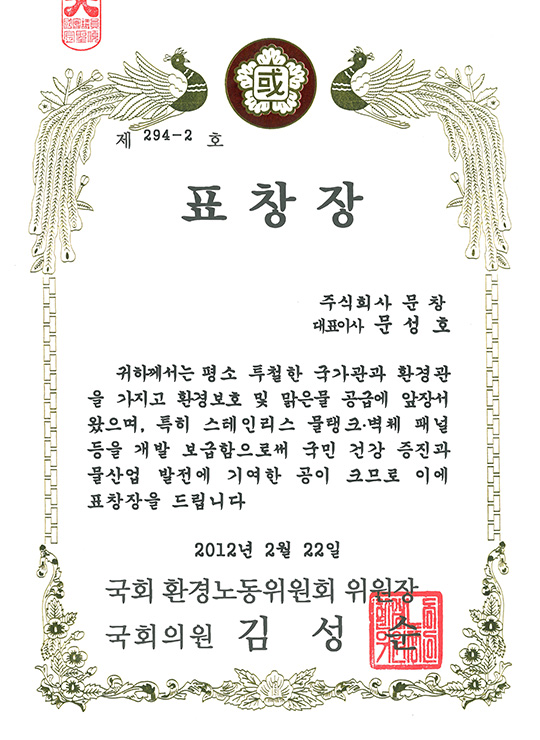 國
제 294-2 호
표 창 장
주식회사 문 창
대표이사 문 성 호
귀하께서는 평소 투철한 국가관과 환경관
을 가지고 환경보호 및 맑은물 공급에 앞장서
왔으며, 특히 스테인리스 물탱크·벽체 패널
등을 개발 보급함으로써 국민 건강 증진과
물산업 발전에 기여한 공이 크므로 이에
표창장을 드립니다
2012년 2월 22일
국회 환경노동위원회 위원장
국회의원 김 성 순